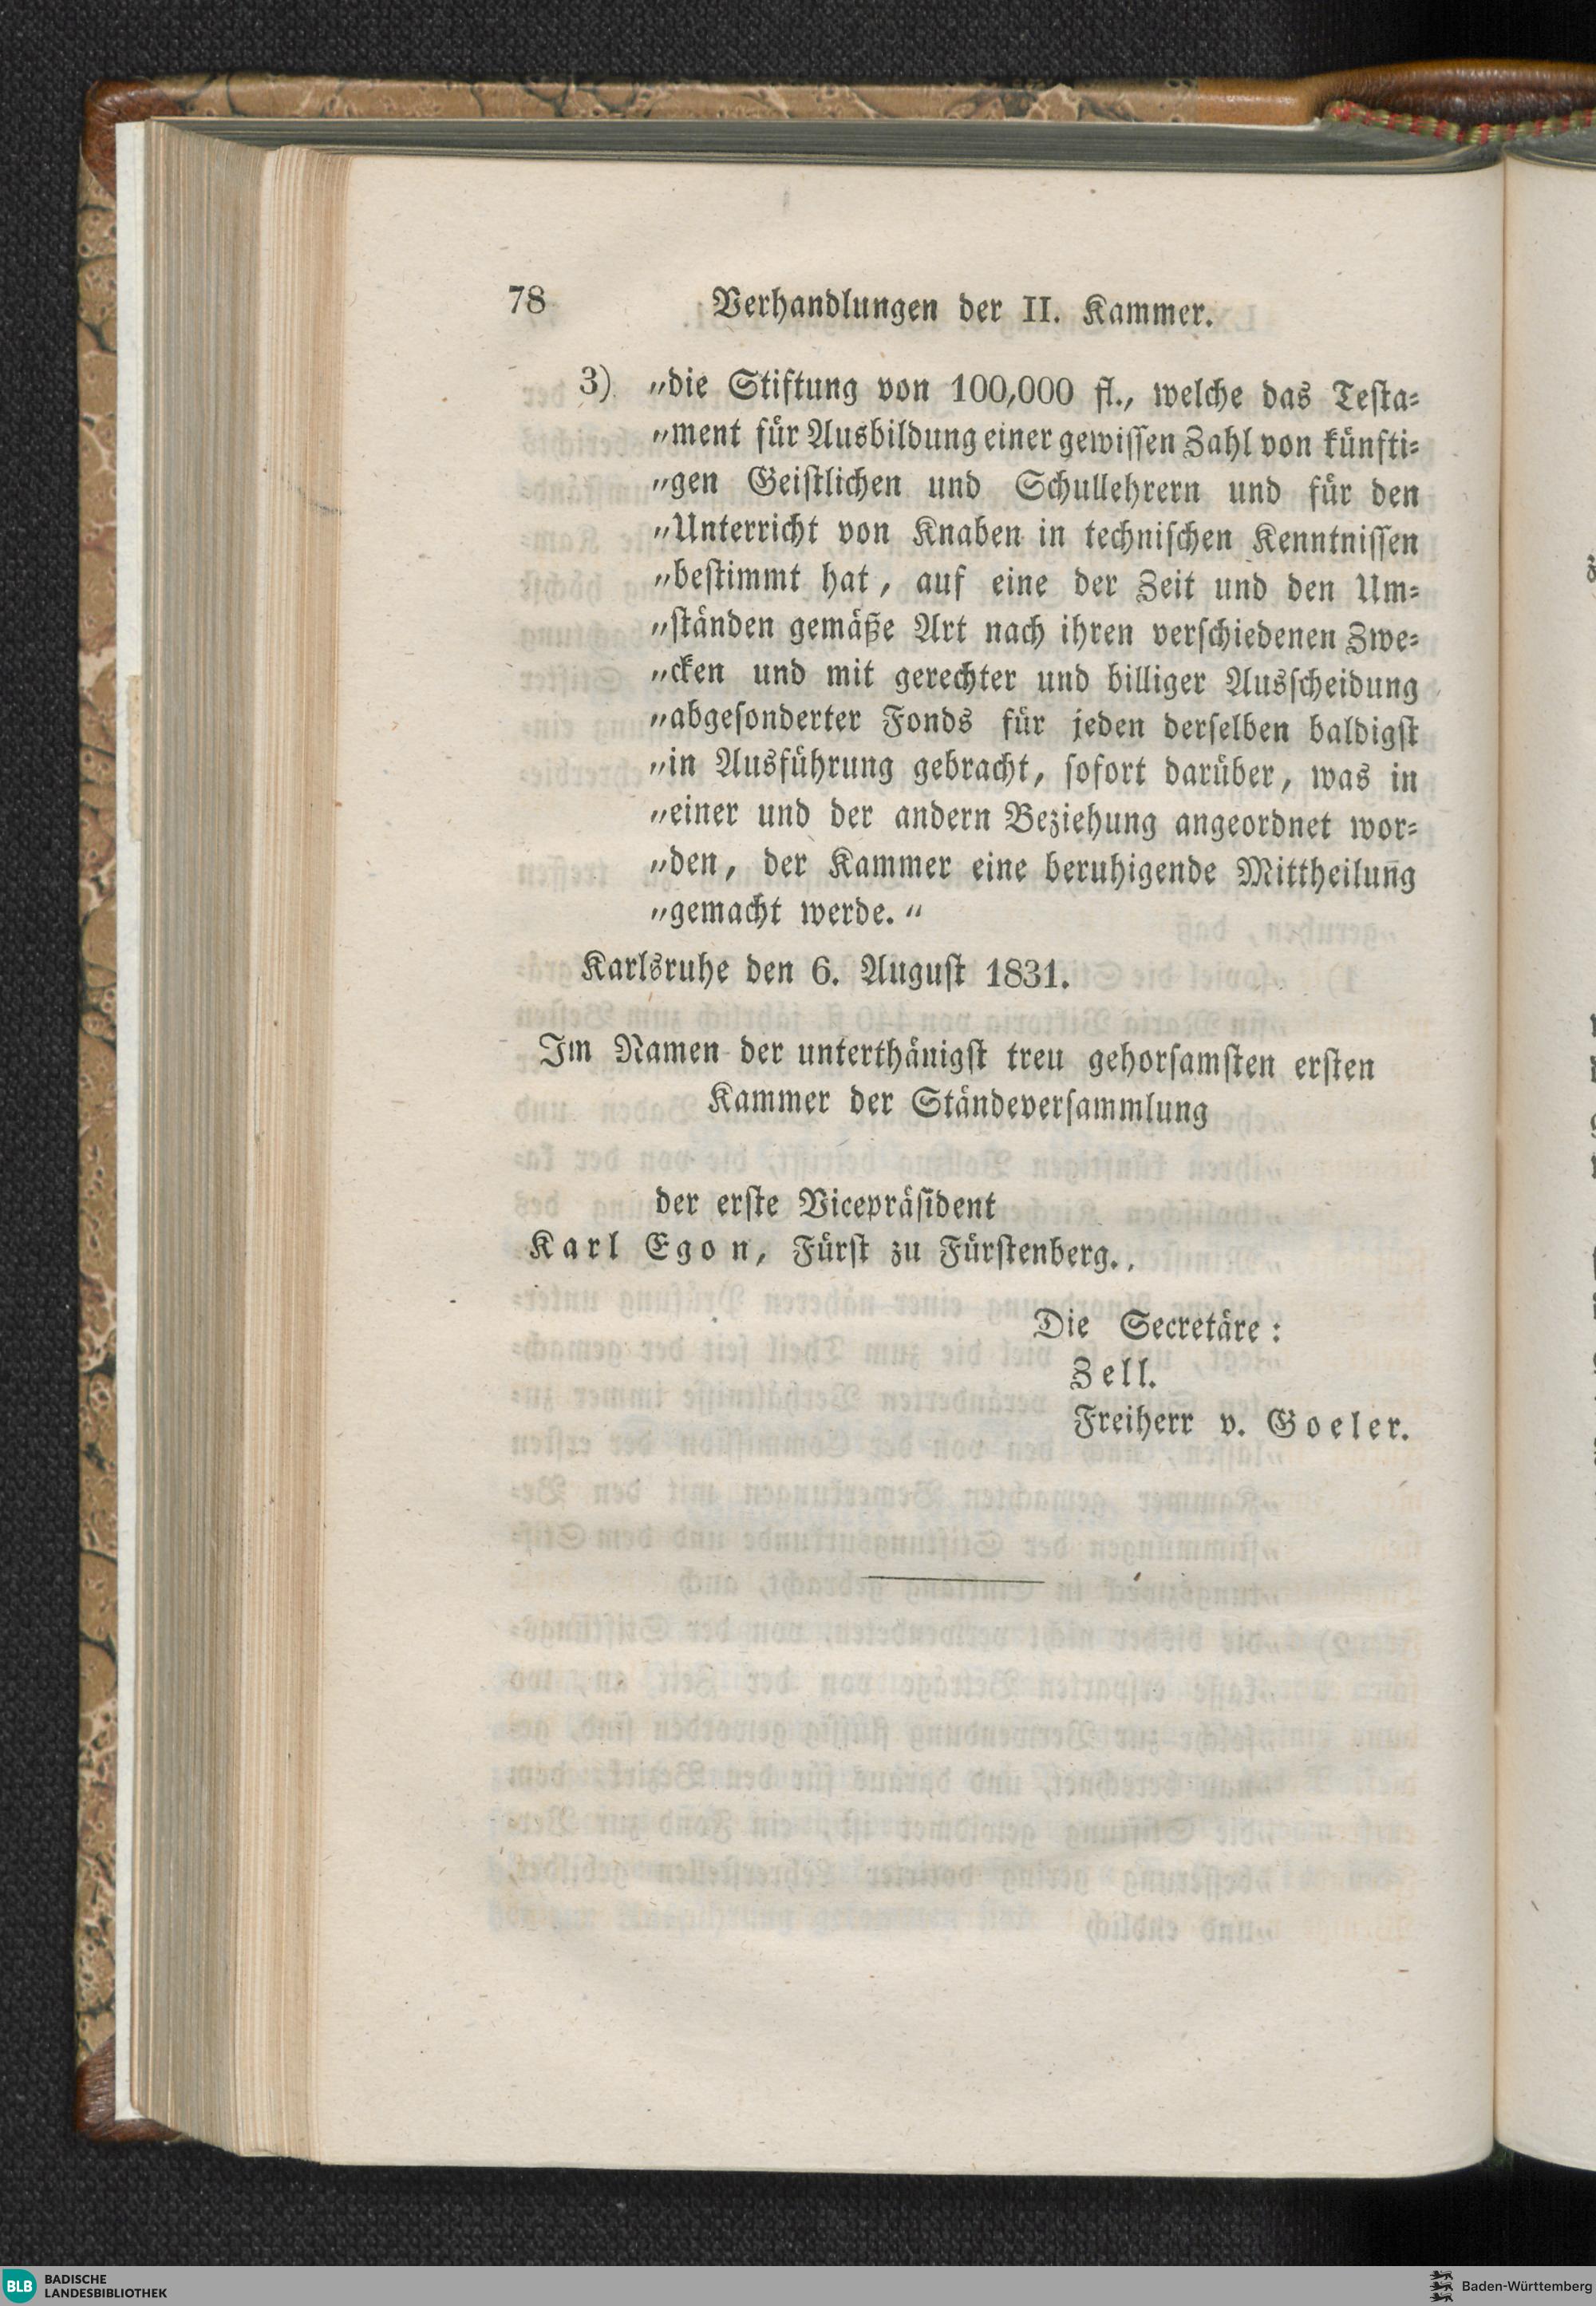 78 Verhandlungen der II. Kammer.
3) „die Stiftung von 100,000 fl., welche das Testa-
„ment für Ausbildung einer gewissen Zahl von künfti-
„gen Geistlichen und Schullehrern und für den
„Unterricht von Knaben in technischen Kenntnissen
„bestimmt hat, auf eine der Zeit und den Um-
„ständen gemäße Art nach ihren verschiedenen Zwe-
„cken und mit gerechter und billiger Ausscheidung
„abgesonderter Fonds für jeden derselben baldigst
„in Ausführung gebracht, sofort darüber, was in
„einer und der andern Beziehung angeordnet wor-
„den, der Kammer eine beruhigende Mittheilung
„gemacht werde.“
Karlsruhe den 6. August 1831.
Im Namen der unterthänigst treu gehorsamsten ersten
Kammer der Ständeversammlung
der erste Vicepräsident
Karl Egon, Fürst zu Fürstenberg.
Die Secretäre:
Zell.
Freiherr v. Goeler.
BLB BADISCHE
LANDESBIBLIOTHEK
Baden-Württemberg